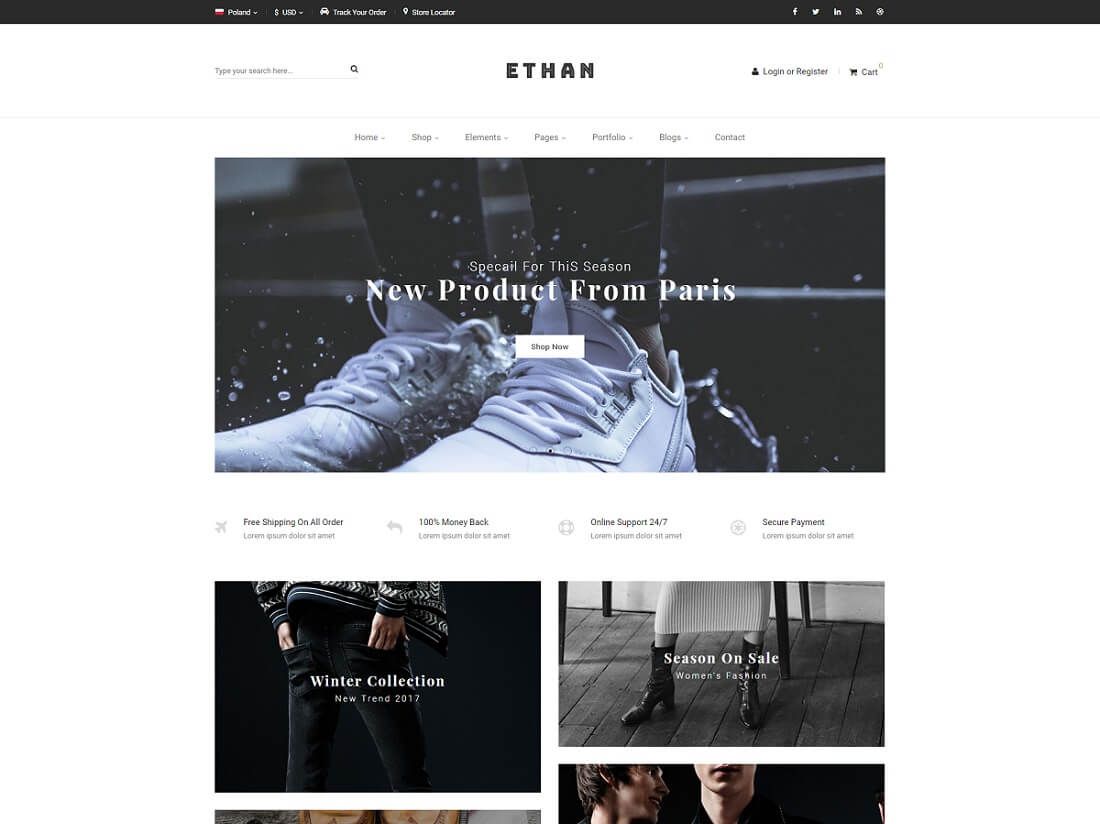 Poland $ USD Track Your Order Store Locator
Type your search here...
ETHAN
Login or Register Cart 0
Home Shop Elements Pages Portfolio Blogs Contact
Specail For ThiS Season
New Product From Paris
Shop Now
Free Shipping On All Order
Lorem ipsum dolor sit amet
100% Money Back
Lorem ipsum dolor sit amet
Online Support 24/7
Lorem ipsum dolor sit amet
Secure Payment
Lorem ipsum dolor sit amet
Winter Collection
New Trend 2017
Season On Sale
Women's Fashion